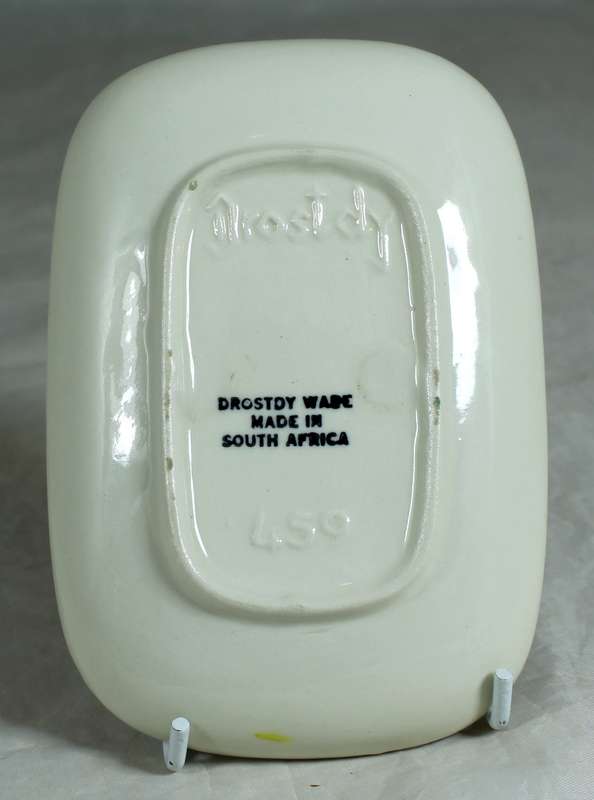 Drostdy
DROSTDY WARE
MADE IN
SOUTH AFRICA
450